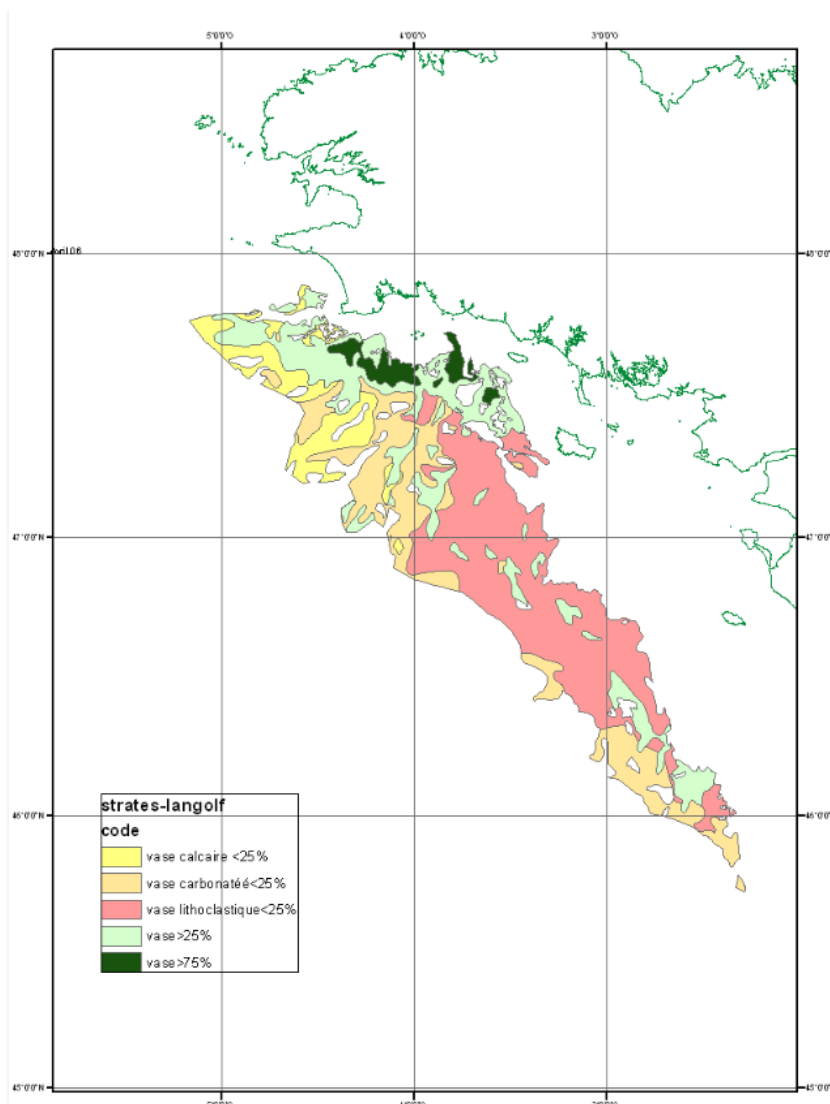 5°0'0"
4°0'0"
3°0'0"
48°0'0"N
48°0'0"N
47°0'0"N
47°0'0"N
46°0'0"N
46°0'0"N
strates-langolf
code
vase calcaire <25%
vase carbonatéé<25%
vase lithoclastique<25%
vase>25%
vase>75%
45°0'0"N
45°0'0"N